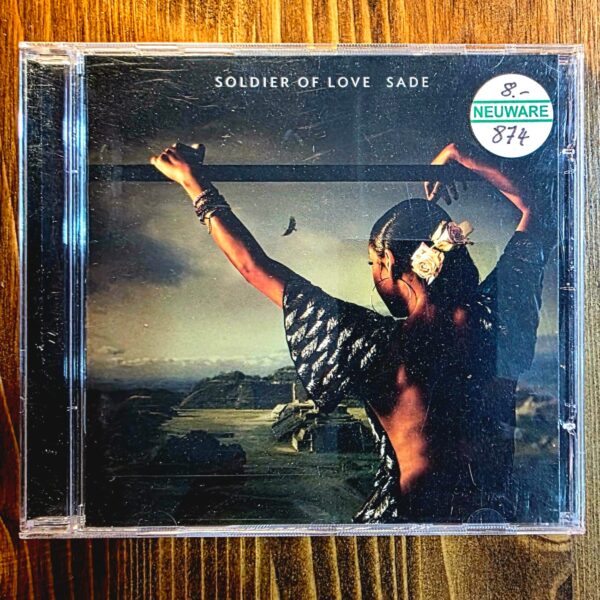 SOLDIER OF LOVE SADE
8.-
NEUWARE
874